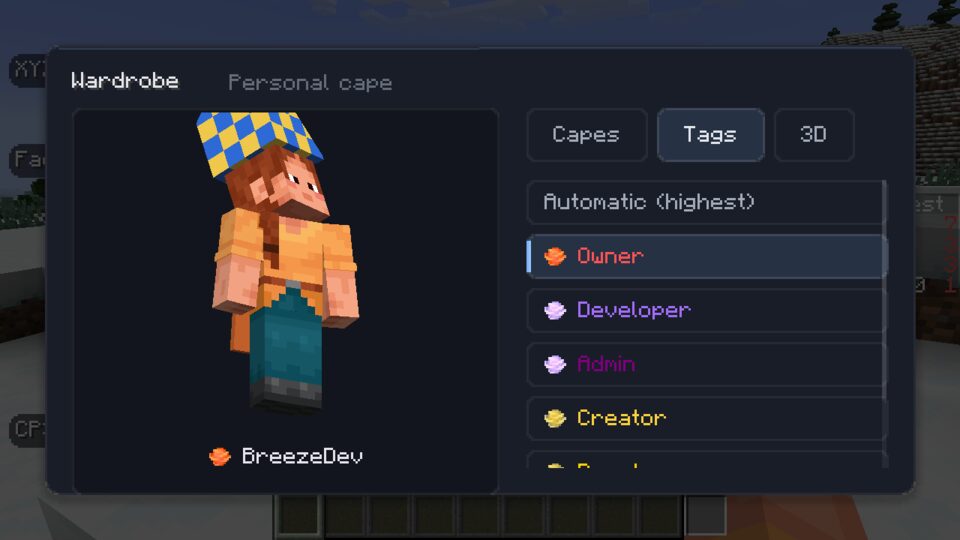 Wardrobe
Personal cape
Capes
Tags
3D
Automatic (highest)
Owner
Developer
Admin
Creator
BreezeDev